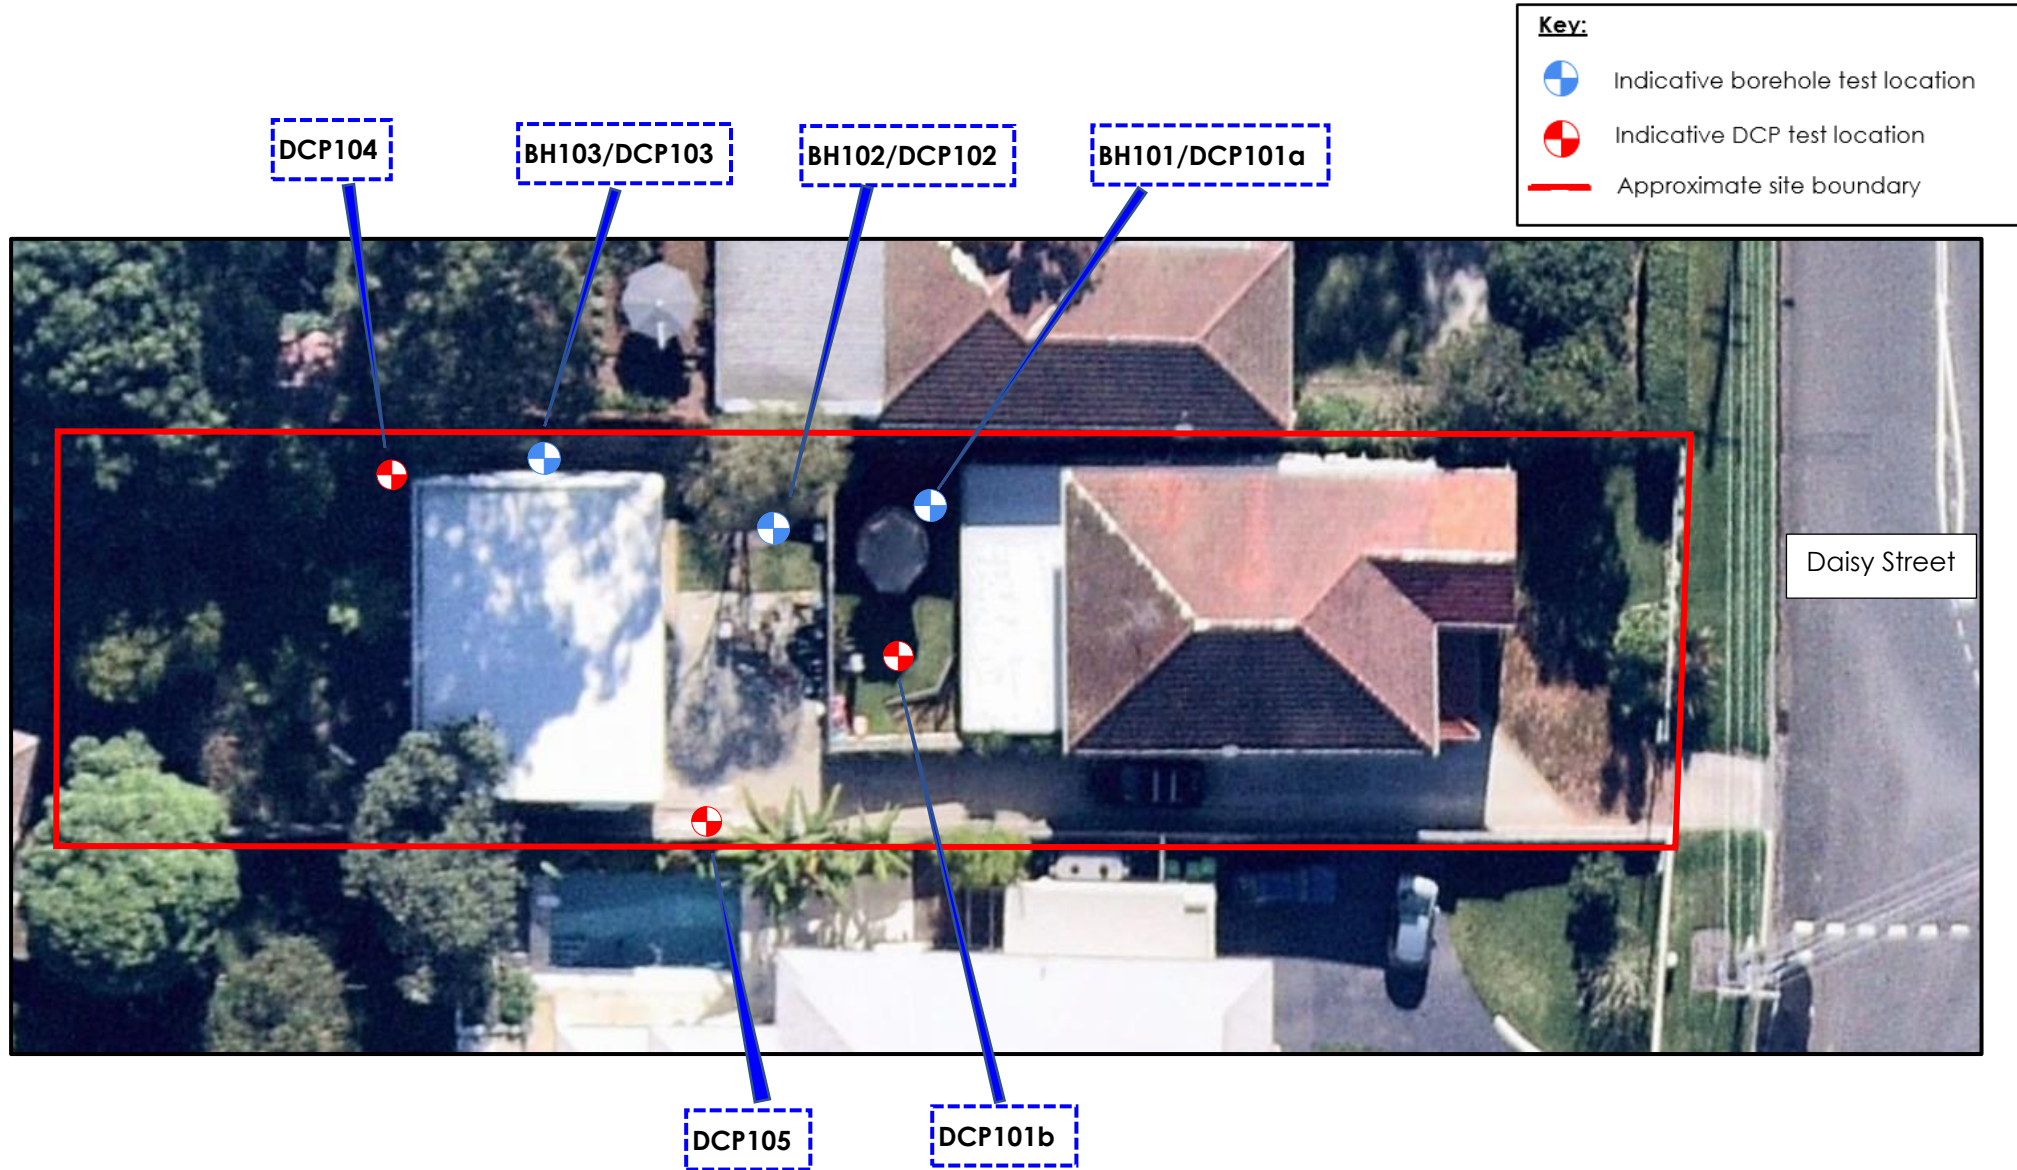 Key:
Indicative borehole test location
Indicative DCP test location
Approximate site boundary
DCP104
BH103/DCP103
BH102/DCP102
BH101/DCP101a
Daisy Street
DCP105
DCP101b